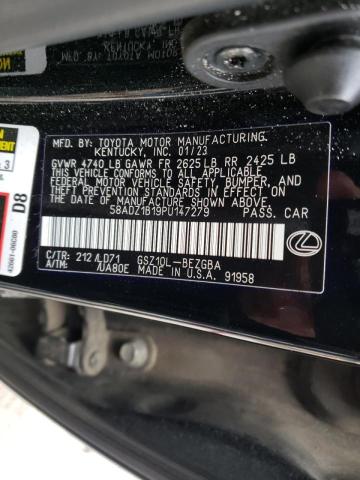 MFD. BY: TOYOTA MOTOR MANUFACTURING,
KENTUCKY, INC. 01/23
GVWR 4740 LB GAWR FR 2625 LB RR 2425 LB
THIS VEHICLE CONFORMS TO ALL APPLICABLE
FEDERAL MOTOR VEHICLE SAFETY, BUMPER, AND
THEFT PREVENTION STANDARDS IN EFFECT ON THE
DATE OF MANUFACTURE SHOWN ABOVE.
58ADZ1B19PU147279 PASS. CAR
C/TR: 212 /LD71 GSZ10L-BEZGBA
A/TM: /UA80E MADE IN U.S.A. 91958
D8